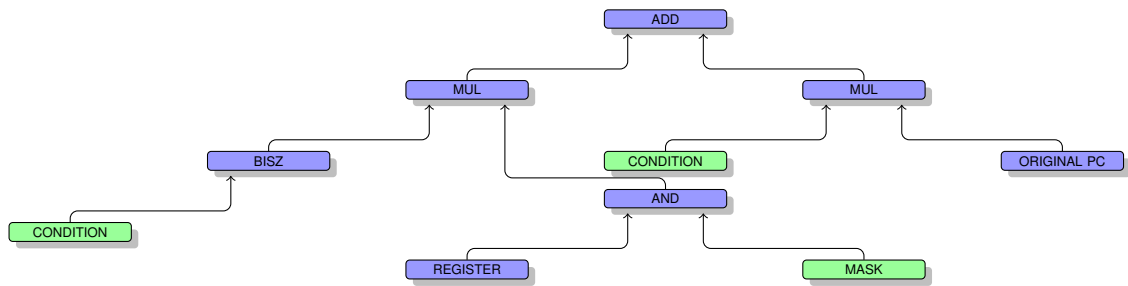 ADD
MUL
MUL
BISZ
CONDITION
ORIGINAL PC
AND
CONDITION
REGISTER
MASK